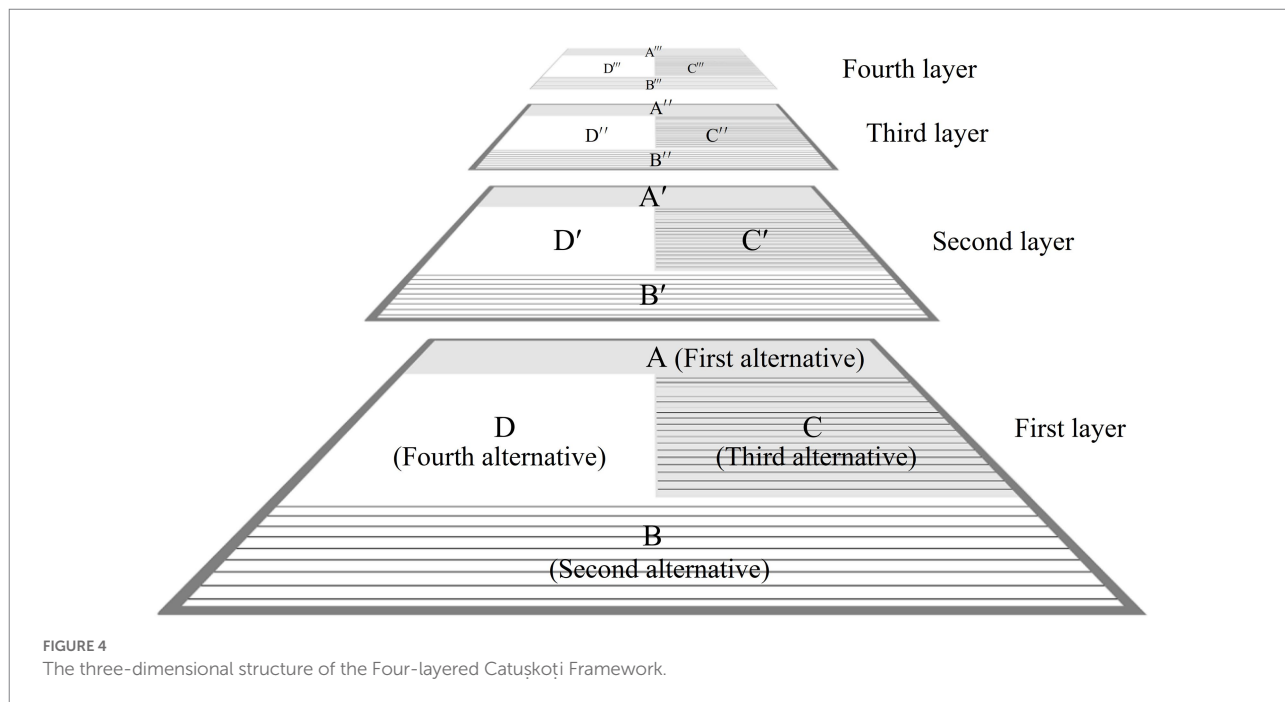 A‴
D‴ C‴ Fourth layer
B‴
A″
D″ C″ Third layer
B″
A′
D′ C′ Second layer
B′
A (First alternative)
D C First layer
(Fourth alternative) (Third alternative)
B
(Second alternative)
FIGURE 4
The three-dimensional structure of the Four-layered Catuṣkoṭi Framework.